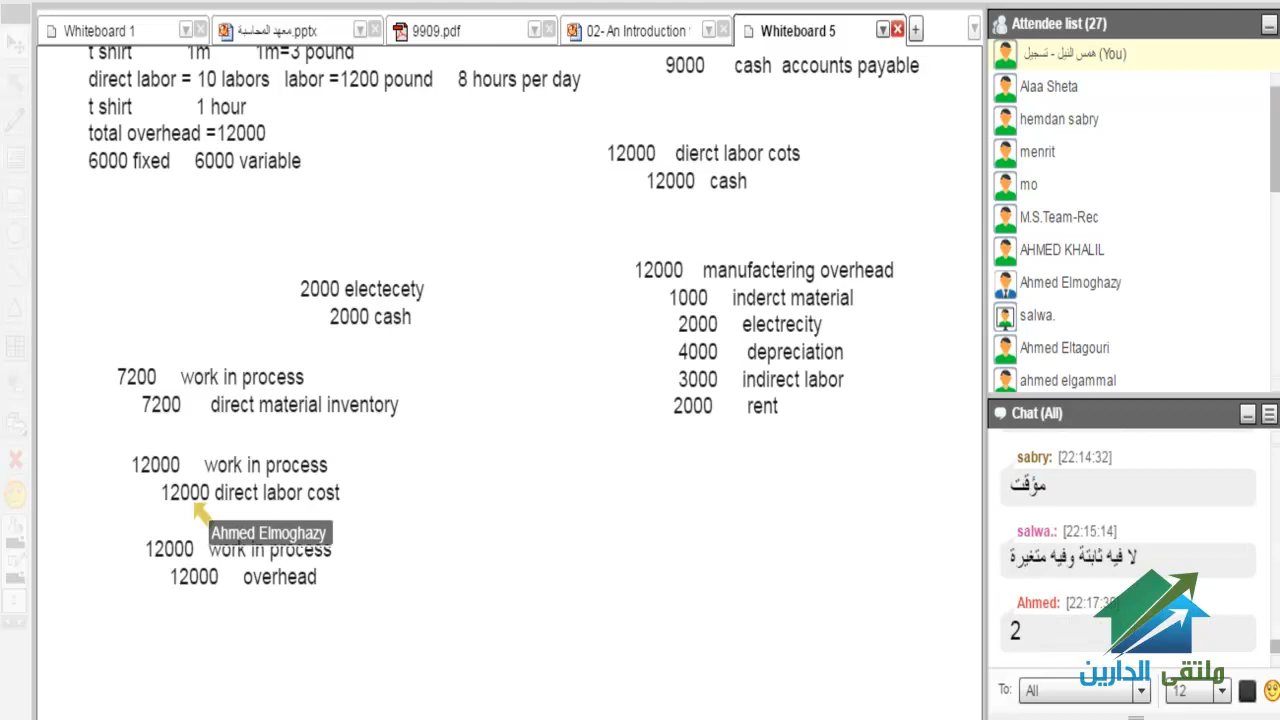 Whiteboard 1
معهد المحاسبة.pptx
9909.pdf
02- An Introduction
Whiteboard 5
t shirt 1m 1m=3 pound
direct labor = 10 labors labor =1200 pound 8 hours per day
t shirt 1 hour
total overhead =12000
6000 fixed 6000 variable
2000 electecety
2000 cash
7200 work in process
7200 direct material inventory
12000 work in process
12000 direct labor cost
Ahmed Elmoghazy
12000 work in process
12000 overhead
9000 cash accounts payable
12000 dierct labor cots
12000 cash
12000 manufactering overhead
1000 inderct material
2000 electrecity
4000 depreciation
3000 indirect labor
2000 rent
Attendee list (27)
همس النيل - تسجيل (You)
Alaa Sheta
hemdan sabry
menrit
mo
M.S.Team-Rec
AHMED KHALIL
Ahmed Elmoghazy
salwa.
Ahmed Eltagouri
ahmed elgammal
Chat (All)
sabry: [22:14:32]
مؤقت
salwa.: [22:15:14]
لا فيه ثابتة وفيه متغيرة
Ahmed: [22:17:36]
2
ملتقى الدارين
To: All 12